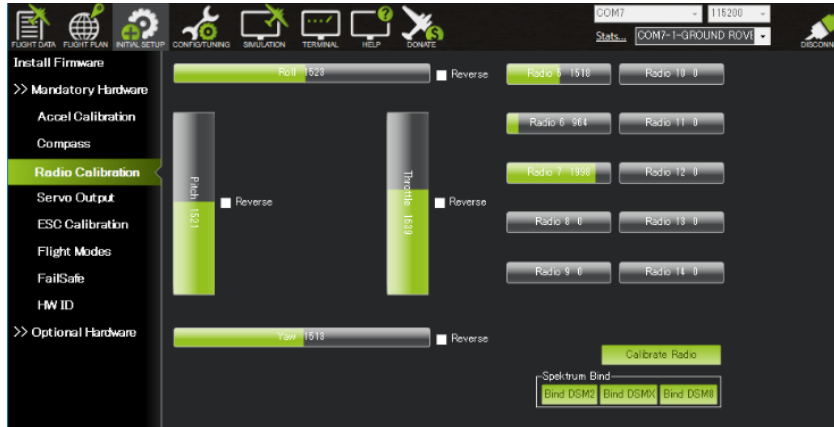 COM7 115200
FLIGHT DATA FLIGHT PLAN INITIAL SETUP CONFIG/TUNING SIMULATION TERMINAL HELP DONATE Stats... COM7-1-GROUND ROVE DISCONN
Install Firmware
>> Mandatory Hardware
Accel Calibration
Compass
Radio Calibration
Servo Output
ESC Calibration
Flight Modes
FailSafe
HW ID
>> Optional Hardware
Roll 1523 Reverse
Pitch 1521 Reverse
Throttle 1539 Reverse
Yaw 1513 Reverse
Radio 5 1518 Radio 10 0
Radio 6 964 Radio 11 0
Radio 7 1998 Radio 12 0
Radio 8 0 Radio 13 0
Radio 9 0 Radio 14 0
Calibrate Radio
Spektrum Bind
Bind DSM2 Bind DSMX Bind DSM8